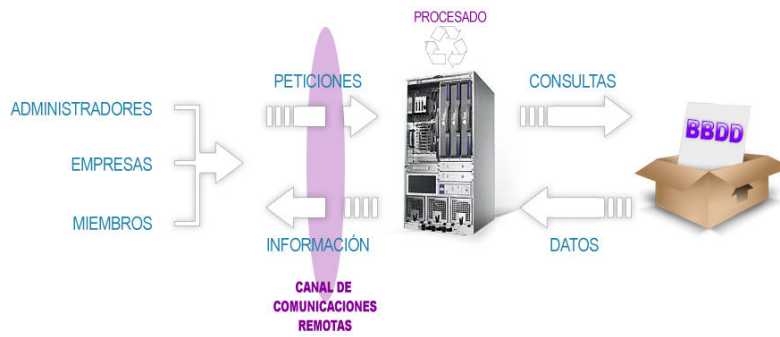 PROCESADO
PETICIONES
CONSULTAS
ADMINISTRADORES
BBDD
EMPRESAS
MIEMBROS
INFORMACIÓN
DATOS
CANAL DE
COMUNICACIONES
REMOTAS